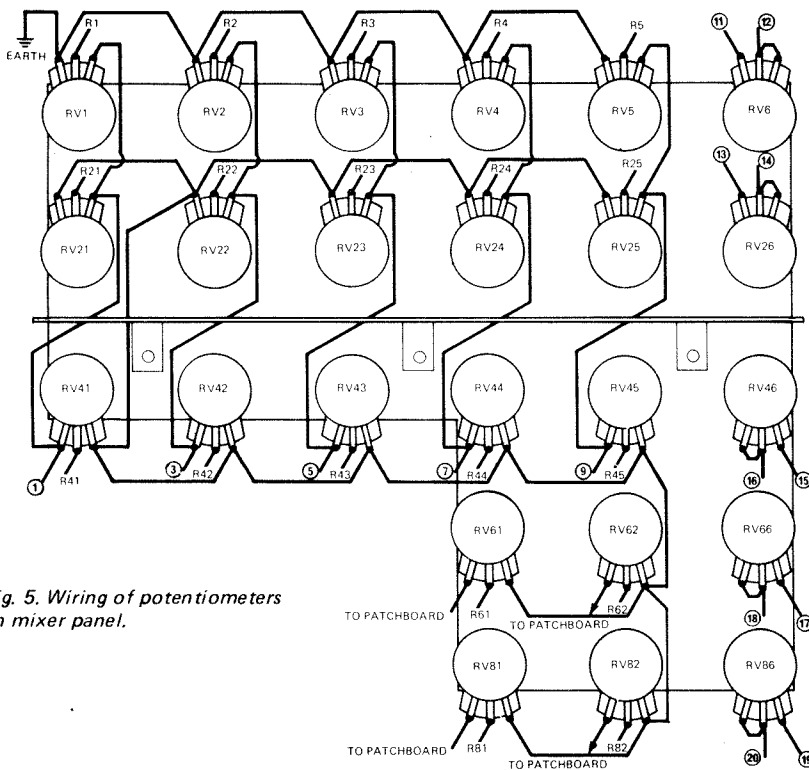 R1 R2 R3 R4 R5 11 12
EARTH
RV1 RV2 RV3 RV4 RV5 RV6
13 14
R21 R22 R23 R24 R25
RV21 RV22 RV23 RV24 RV25 RV26
RV41 RV42 RV43 RV44 RV45 RV46
1 R41 3 R42 5 R43 7 R44 9 R45 16 15
RV61 RV62 RV66
g. 5. Wiring of potentiometers
n mixer panel.
TO PATCHBOARD R61 TO PATCHBOARD R62 18 17
RV81 RV82 RV86
TO PATCHBOARD R81 TO PATCHBOARD R82 20